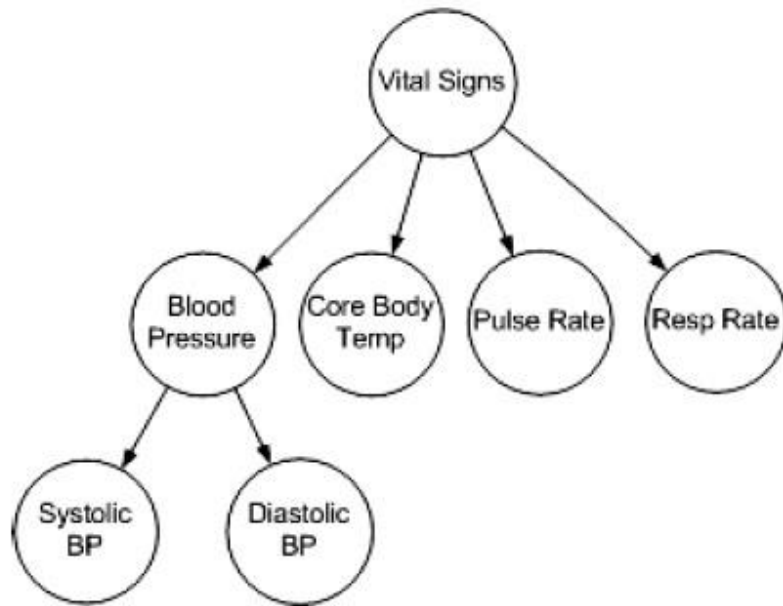 Vital Signs
Blood
Pressure
Core Body
Temp
Pulse Rate
Resp Rate
Systolic
BP
Diastolic
BP